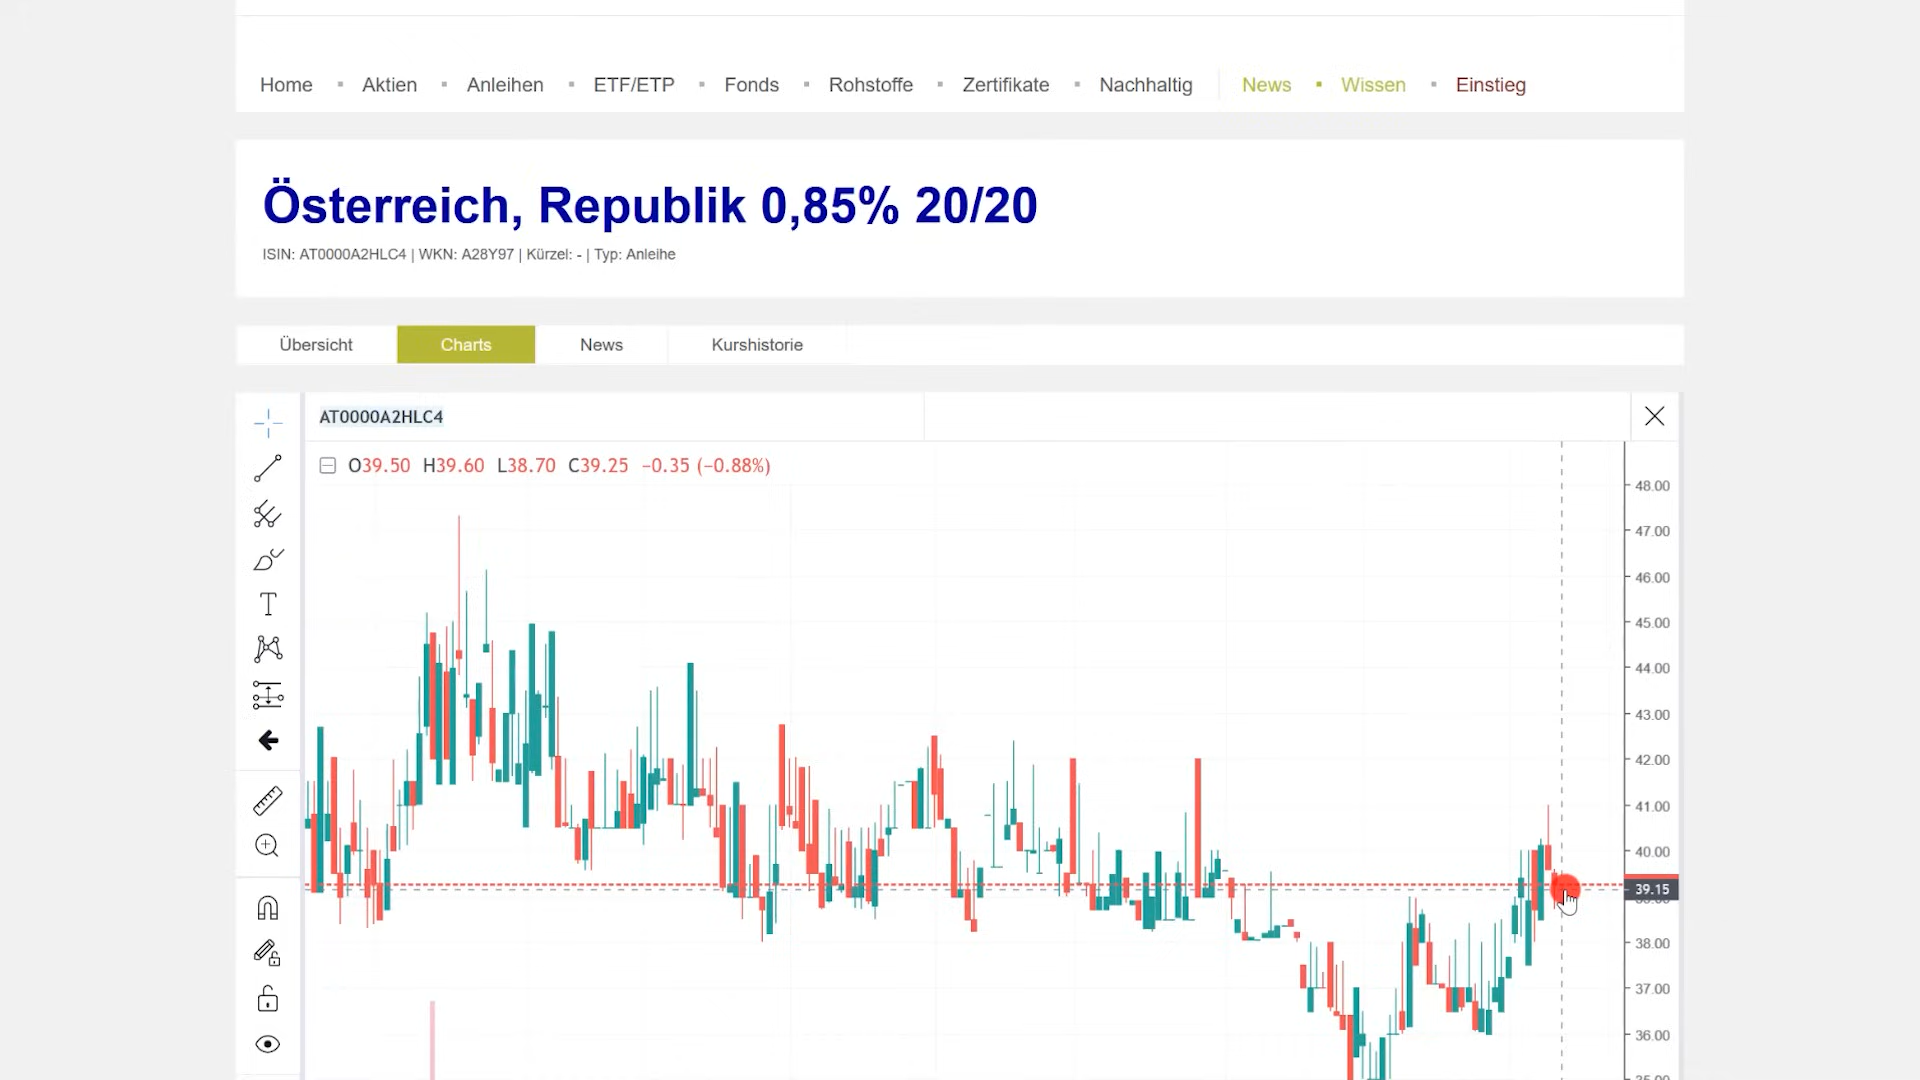 Home ▪ Aktien ▪ Anleihen ▪ ETF/ETP ▪ Fonds ▪ Rohstoffe ▪ Zertifikate ▪ Nachhaltig News ▪ Wissen ▪ Einstieg
Österreich, Republik 0,85% 20/20
ISIN: AT0000A2HLC4 | WKN: A28Y97 | Kürzel: - | Typ: Anleihe
Übersicht Charts News Kurshistorie
AT0000A2HLC4
O39.50 H39.60 L38.70 C39.25 −0.35 (−0.88%)
48.00
47.00
46.00
45.00
44.00
43.00
42.00
41.00
40.00
39.15
38.00
37.00
36.00